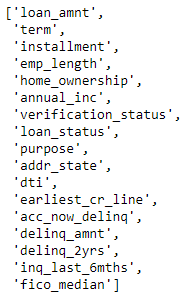 ['loan_amnt',
'term',
'installment',
'emp_length',
'home_ownership',
'annual_inc',
'verification_status',
'loan_status',
'purpose',
'addr_state',
'dti',
'earliest_cr_line',
'acc_now_delinq',
'delinq_amnt',
'delinq_2yrs',
'inq_last_6mths',
'fico_median']